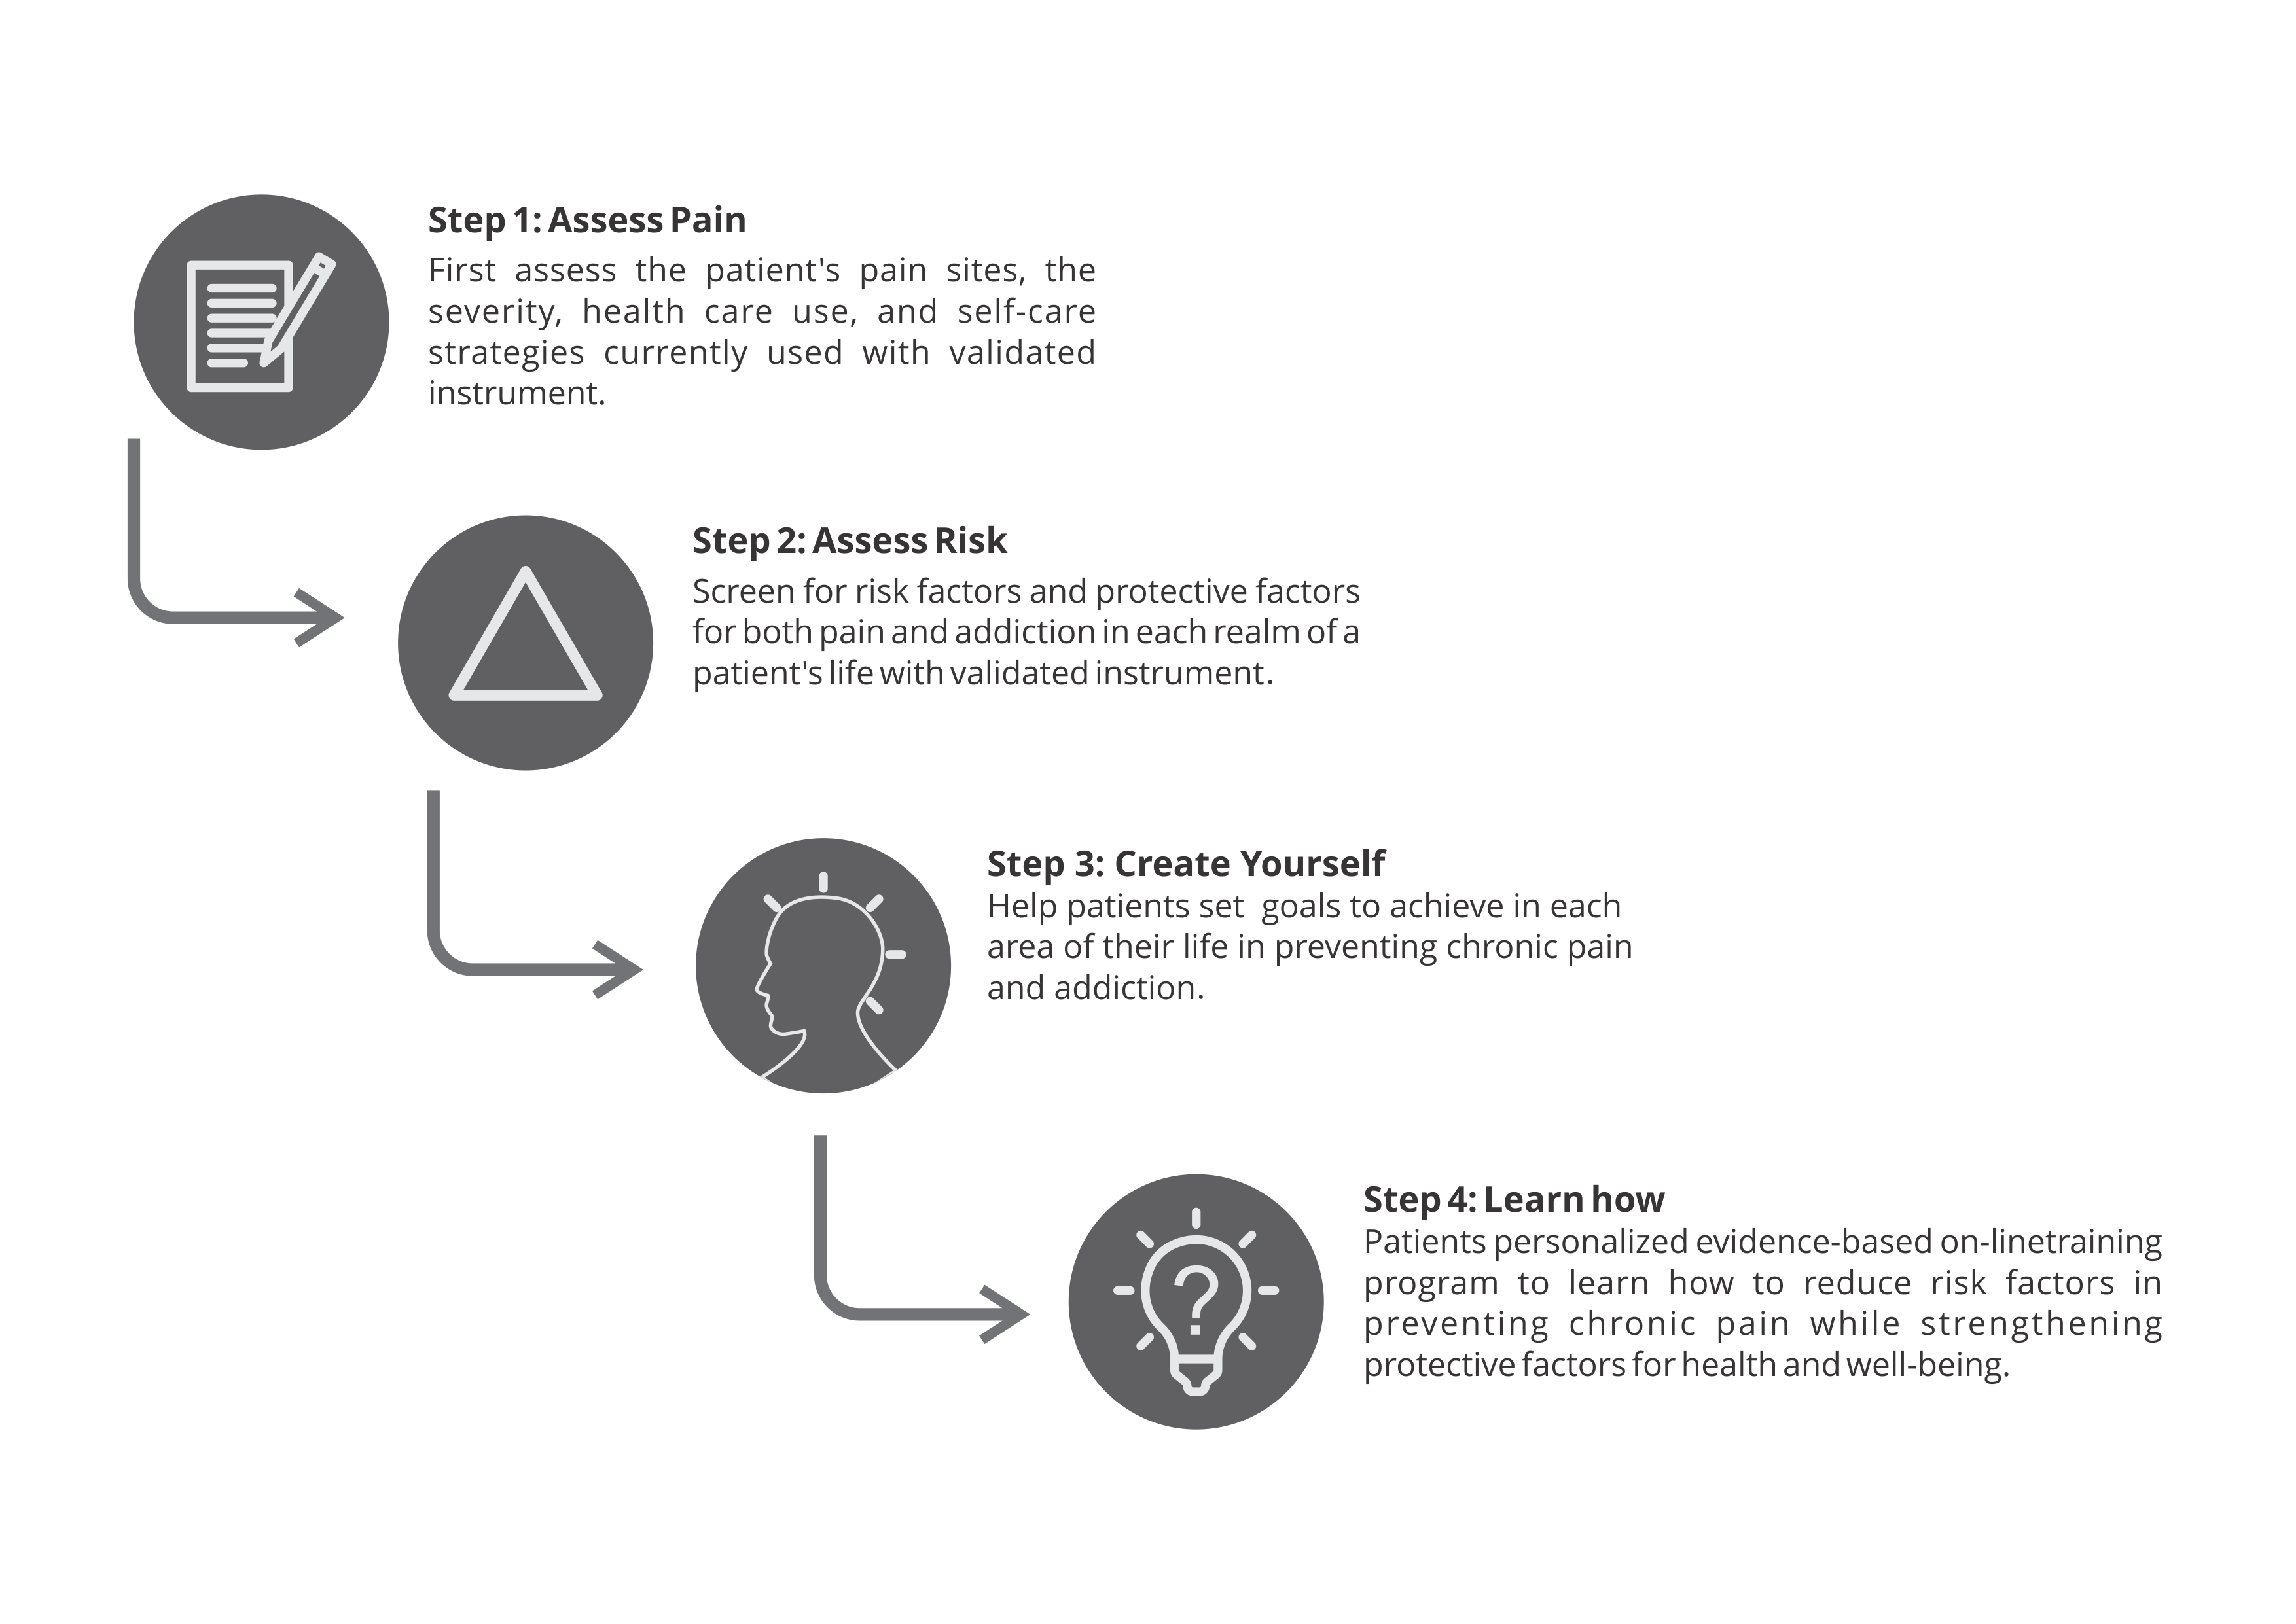 Step 1: Assess Pain
First assess the patient's pain sites, the
severity, health care use, and self-care
strategies currently used with validated
instrument.
Step 2: Assess Risk
Screen for risk factors and protective factors
for both pain and addiction in each realm of a
patient's life with validated instrument.
Step 3: Create Yourself
Help patients set  goals to achieve in each
area of their life in preventing chronic pain
and addiction.
Step 4: Learn how
Patients personalized evidence-based on-linetraining
program to learn how to reduce risk factors in
preventing chronic pain while strengthening
protective factors for health and well-being.
?